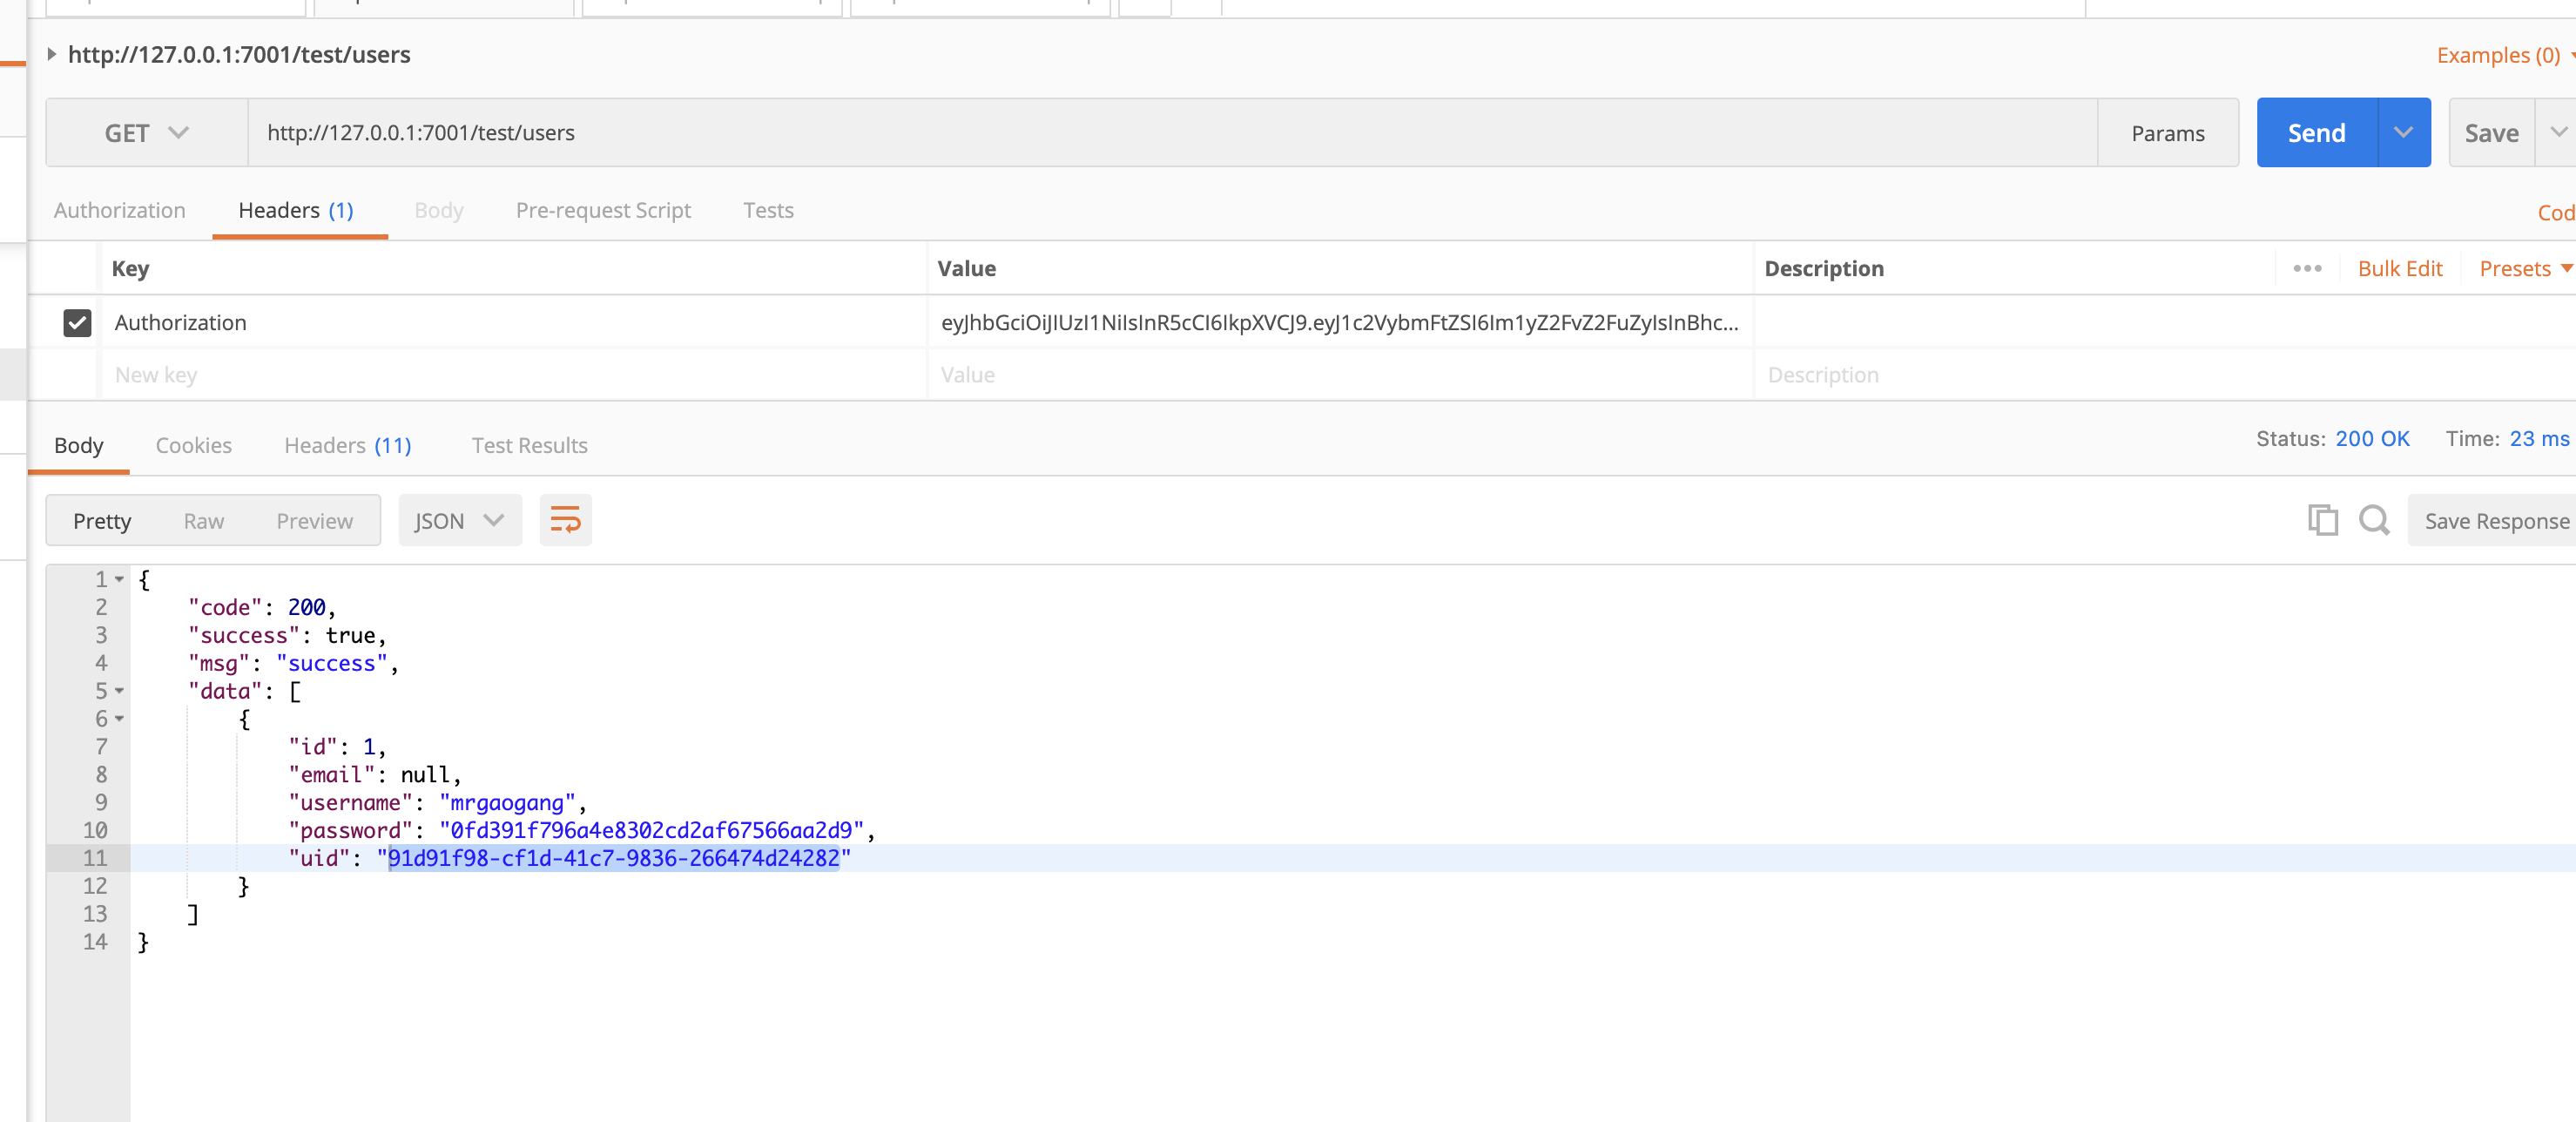 http://127.0.0.1:7001/test/users
Examples (0)
GET http://127.0.0.1:7001/test/users Params Send Save
Authorization Headers (1) Body Pre-request Script Tests
Key Value Description Bulk Edit Presets
Authorization
New key Value Description
Body Cookies Headers (11) Test Results Status: 200 OK Time: 23 ms
Pretty Raw Preview JSON Save Response
1 {
2 "code": 200,
3 "success": true,
4 "msg": "success",
5 "data": [
6 {
7 "id": 1,
8 "email": null,
9 "username": "mrgaogang",
10 "password": "0fd391f796a4e8302cd2af67566aa2d9",
11 "uid": "91d91f98-cf1d-41c7-9836-266474d24282"
12 }
13 ]
14 }